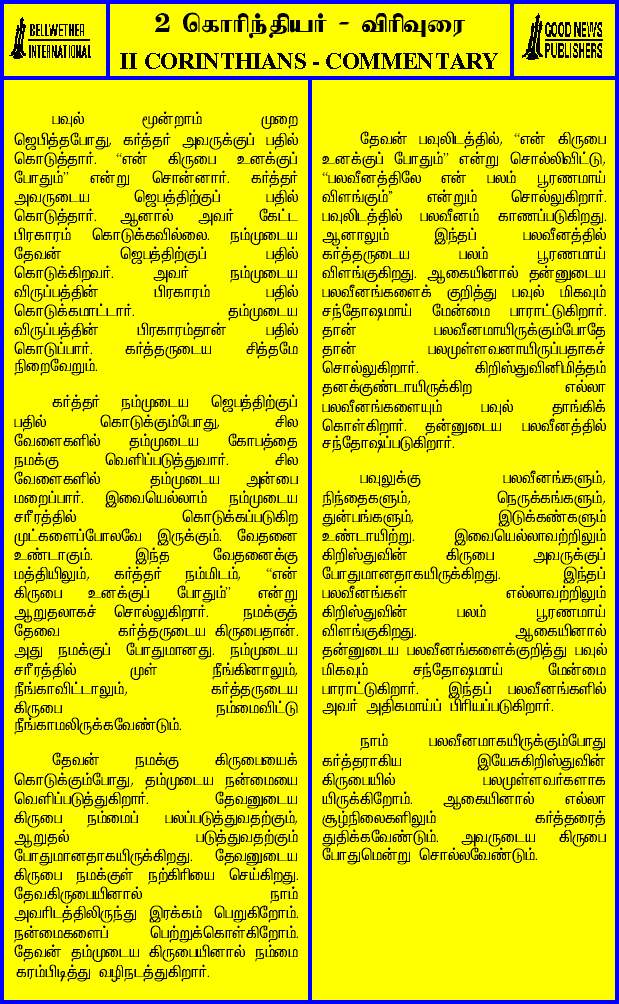 BELLWETHER
INTERNATIONAL
2 கொரிந்தியர் - விரிவுரை
II CORINTHIANS - COMMENTARY
GOOD NEWS
PUBLISHERS
பவுல் மூன்றாம் முறை
ஜெபித்தபோது, கர்த்தர் அவருக்குப் பதில்
கொடுத்தார். “என் கிருபை உனக்குப்
போதும்” என்று சொன்னார். கர்த்தர்
அவருடைய ஜெபத்திற்குப் பதில்
கொடுத்தார். ஆனால் அவர் கேட்ட
பிரகாரம் கொடுக்கவில்லை. நம்முடைய
தேவன் ஜெபத்திற்குப் பதில்
கொடுக்கிறவர். அவர் நம்முடைய
விருப்பத்தின் பிரகாரம் பதில்
கொடுக்கமாட்டார். தம்முடைய
விருப்பத்தின் பிரகாரம்தான் பதில்
கொடுப்பார். கர்த்தருடைய சித்தமே
நிறைவேறும்.
கர்த்தர் நம்முடைய ஜெபத்திற்குப்
பதில் கொடுக்கும்போது, சில
வேளைகளில் தம்முடைய கோபத்தை
நமக்கு வெளிப்படுத்துவார். சில
வேளைகளில் தம்முடைய அன்பை
மறைப்பார். இவையெல்லாம் நம்முடைய
சரீரத்தில் கொடுக்கப்படுகிற
முட்களைப்போலவே இருக்கும். வேதனை
உண்டாகும். இந்த வேதனைக்கு
மத்தியிலும், கர்த்தர் நம்மிடம், “என்
கிருபை உனக்குப் போதும்” என்று
ஆறுதலாகச் சொல்லுகிறார். நமக்குத்
தேவை கர்த்தருடைய கிருபைதான்.
அது நமக்குப் போதுமானது. நம்முடைய
சரீரத்தில் முள் நீங்கினாலும்,
நீங்காவிட்டாலும், கர்த்தருடைய
கிருபை நம்மைவிட்டு
நீங்காமலிருக்கவேண்டும்.
தேவன் நமக்கு கிருபையைக்
கொடுக்கும்போது, தம்முடைய நன்மையை
வெளிப்படுத்துகிறார். தேவனுடைய
கிருபை நம்மைப் பலப்படுத்துவதற்கும்,
ஆறுதல் படுத்துவதற்கும்
போதுமானதாகயிருக்கிறது. தேவனுடைய
கிருபை நமக்குள் நற்கிரியை செய்கிறது.
தேவகிருபையினால் நாம்
அவரிடத்திலிருந்து இரக்கம் பெறுகிறோம்.
நன்மைகளைப் பெற்றுக்கொள்கிறோம்.
தேவன் தம்முடைய கிருபையினால் நம்மை
கரம்பிடித்து வழிநடத்துகிறார்.
தேவன் பவுலிடத்தில், “என் கிருபை
உனக்குப் போதும்” என்று சொல்லிவிட்டு,
“பலவீனத்திலே என் பலம் பூரணமாய்
விளங்கும்” என்றும் சொல்லுகிறார்.
பவுலிடத்தில் பலவீனம் காணப்படுகிறது.
ஆனாலும் இந்தப் பலவீனத்தில்
கர்த்தருடைய பலம் பூரணமாய்
விளங்குகிறது. ஆகையினால் தன்னுடைய
பலவீனங்களைக் குறித்து பவுல் மிகவும்
சந்தோஷமாய் மேன்மை பாராட்டுகிறார்.
தான் பலவீனமாயிருக்கும்போதே
தான் பலமுள்ளவனாயிருப்பதாகச்
சொல்லுகிறார். கிறிஸ்துவினிமித்தம்
தனக்குண்டாயிருக்கிற எல்லா
பலவீனங்களையும் பவுல் தாங்கிக்
கொள்கிறார். தன்னுடைய பலவீனத்தில்
சந்தோஷப்படுகிறார்.
பவுலுக்கு பலவீனங்களும்,
நிந்தைகளும், நெருக்கங்களும்,
துன்பங்களும், இடுக்கண்களும்
உண்டாயிற்று. இவையெல்லாவற்றிலும்
கிறிஸ்துவின் கிருபை அவருக்குப்
போதுமானதாகயிருக்கிறது. இந்தப்
பலவீனங்கள் எல்லாவற்றிலும்
கிறிஸ்துவின் பலம் பூரணமாய்
விளங்குகிறது. ஆகையினால்
தன்னுடைய பலவீனங்களைக்குறித்து பவுல்
மிகவும் சந்தோஷமாய் மேன்மை
பாராட்டுகிறார். இந்தப் பலவீனங்களில்
அவர் அதிகமாய்ப் பிரியப்படுகிறார்.
நாம் பலவீனமாகயிருக்கும்போது
கர்த்தராகிய இயேசுகிறிஸ்துவின்
கிருபையில் பலமுள்ளவர்களாக
யிருக்கிறோம். ஆகையினால் எல்லா
சூழ்நிலைகளிலும் கர்த்தரைத்
துதிக்கவேண்டும். அவருடைய கிருபை
போதுமென்று சொல்லவேண்டும்.